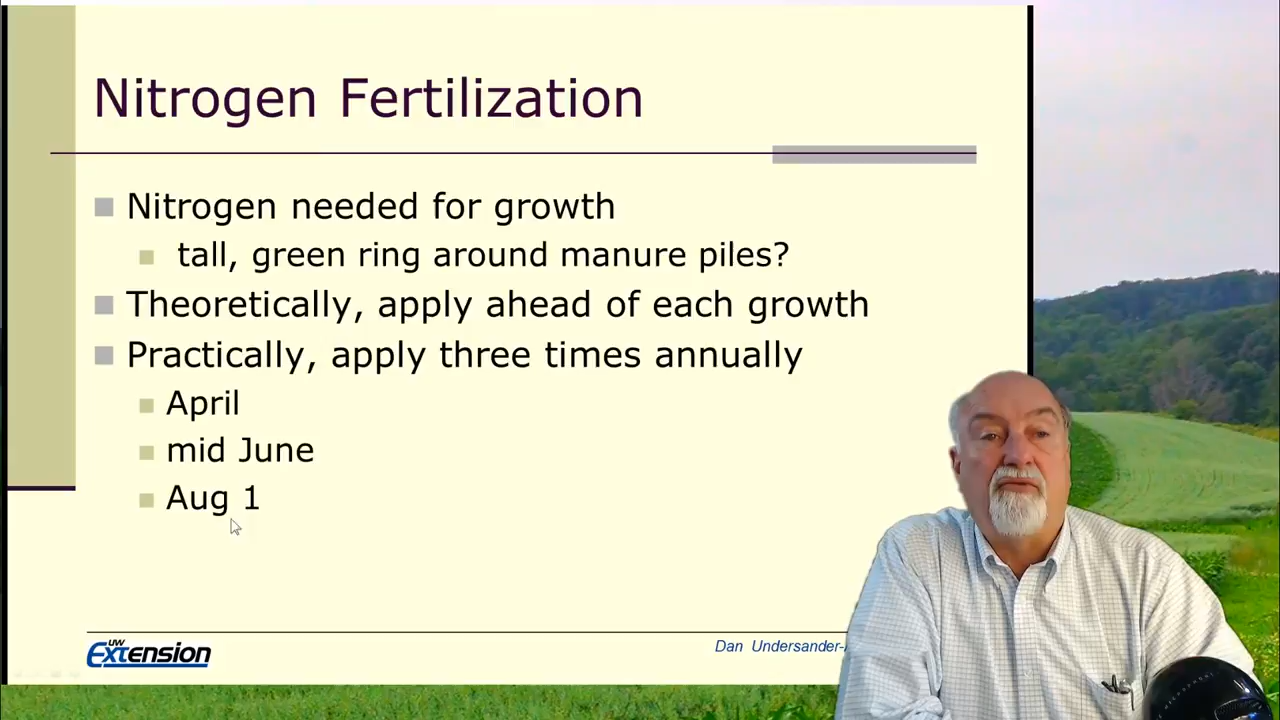 Nitrogen Fertilization
Nitrogen needed for growth
tall, green ring around manure piles?
Theoretically, apply ahead of each growth
Practically, apply three times annually
April
mid June
Aug 1
UW
Extension
Dan Undersander-